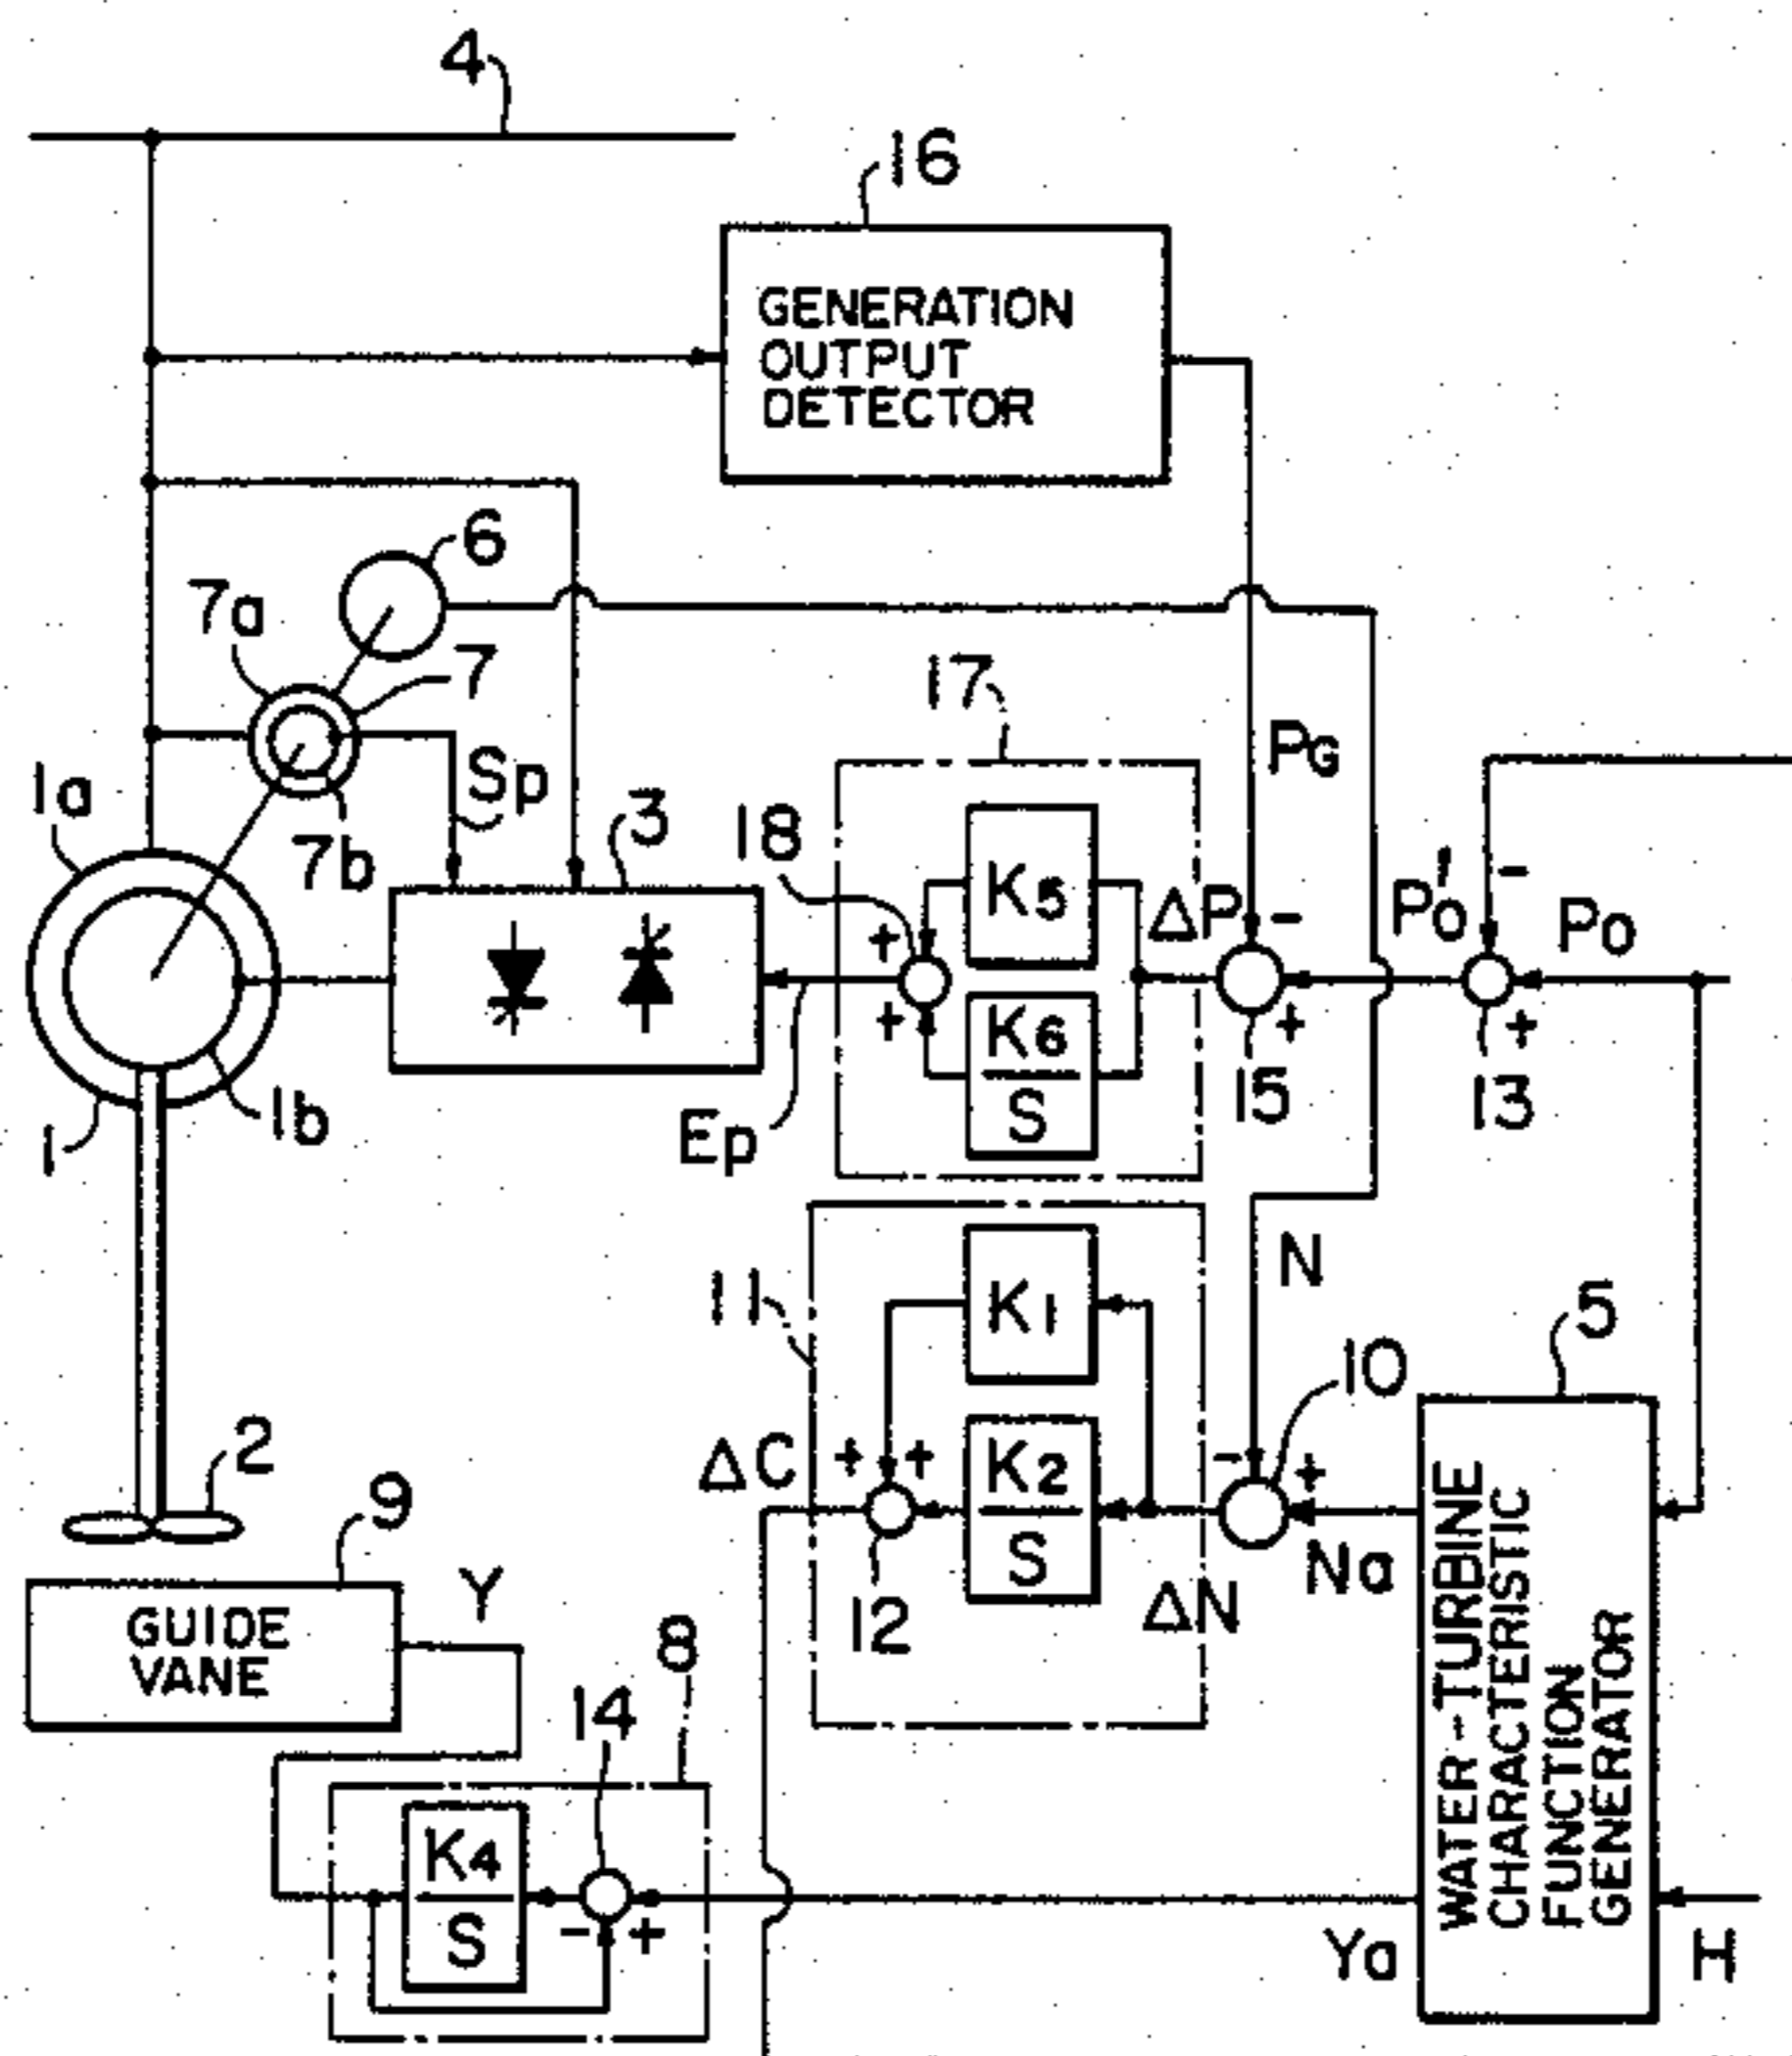 4
16
GENERATION
OUTPUT
DETECTOR
6
7a
7
17
PG
1a
Sp
3
7b
18
K5
ΔP
-
Po'
-
Po
+
+
K6
S
+
+
15
13
1b
1
Ep
N
11
K1
5
10
2
ΔC
+
+
K2
S
-
+
9
Na
Y
12
ΔN
GUIDE
VANE
8
14
WATER-TURBINE
CHARACTERISTIC
FUNCTION
GENERATOR
K4
S
-
+
Ya
H